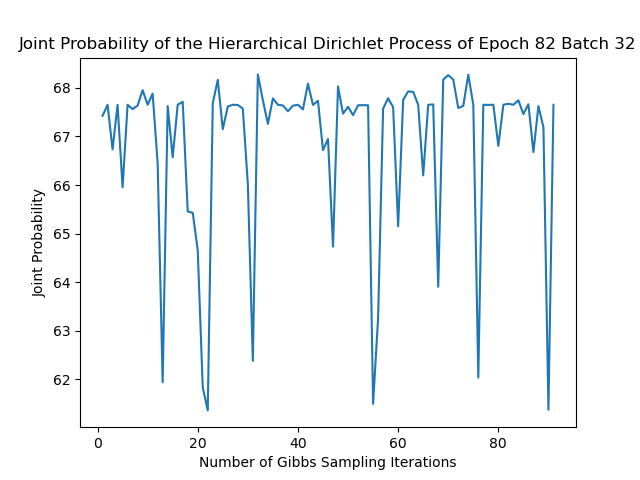 Joint Probability of the Hierarchical Dirichlet Process of Epoch 82 Batch 32
68
67
66
65
64
63
62
Joint Probability
0 20 40 60 80
Number of Gibbs Sampling Iterations